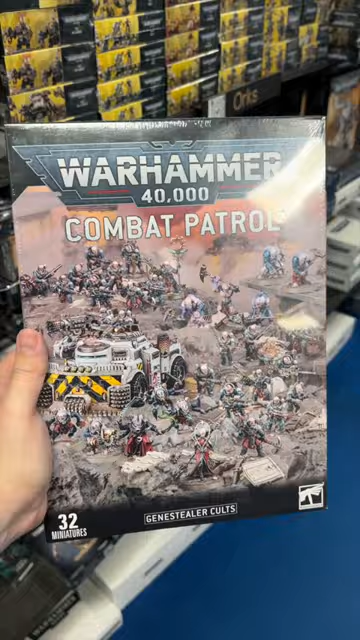 Orks
WARHAMMER
40,000
COMBAT PATROL
32
MINIATURES
GENESTEALER CULTS